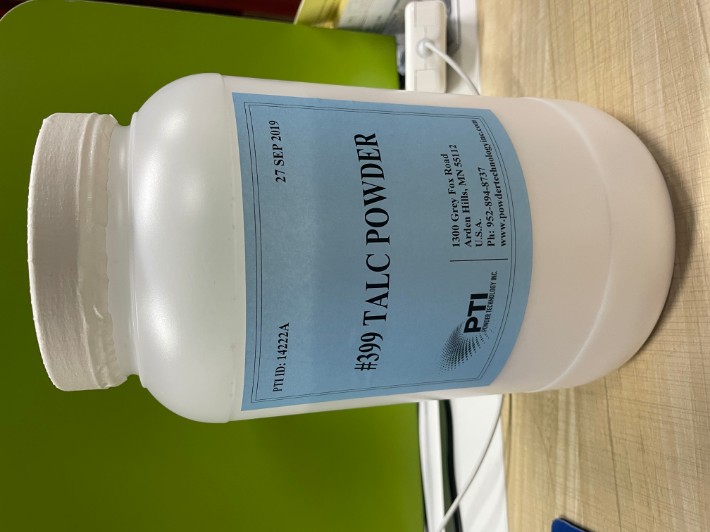 PTI ID: 14222A
27 SEP 2019
#399 TALC POWDER
PTI
POWDER TECHNOLOGY INC.
1300 Grey Fox Road
Arden Hills, MN 55112
U.S.A.
Ph: 952-894-8737
www.powdertechnologyinc.com